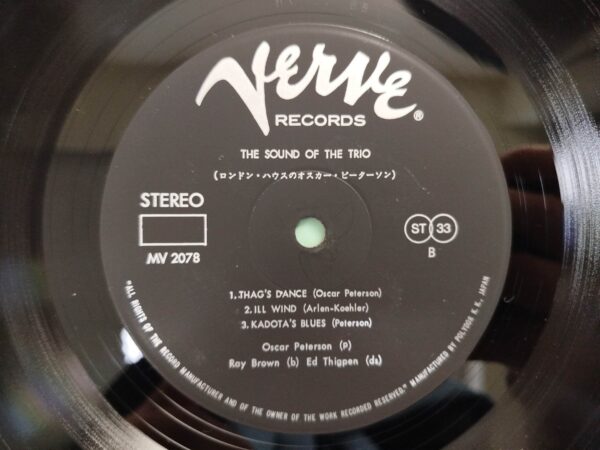 Verve®
RECORDS
THE SOUND OF THE TRIO
(ロンドン・ハウスのオスカー・ピーターソン)
STEREO
MV 2078
ST 33
B
1. THAG'S DANCE (Oscar Peterson)
2. ILL WIND (Arlen-Koehler)
3. KADOTA'S BLUES (Peterson)
Oscar Peterson (p)
Ray Brown (b) Ed Thigpen (ds)
"ALL RIGHTS OF THE RECORD MANUFACTURER AND OF THE OWNER OF THE WORK RECORDED RESERVED." MANUFACTURED BY POLYDOR K. K., JAPAN